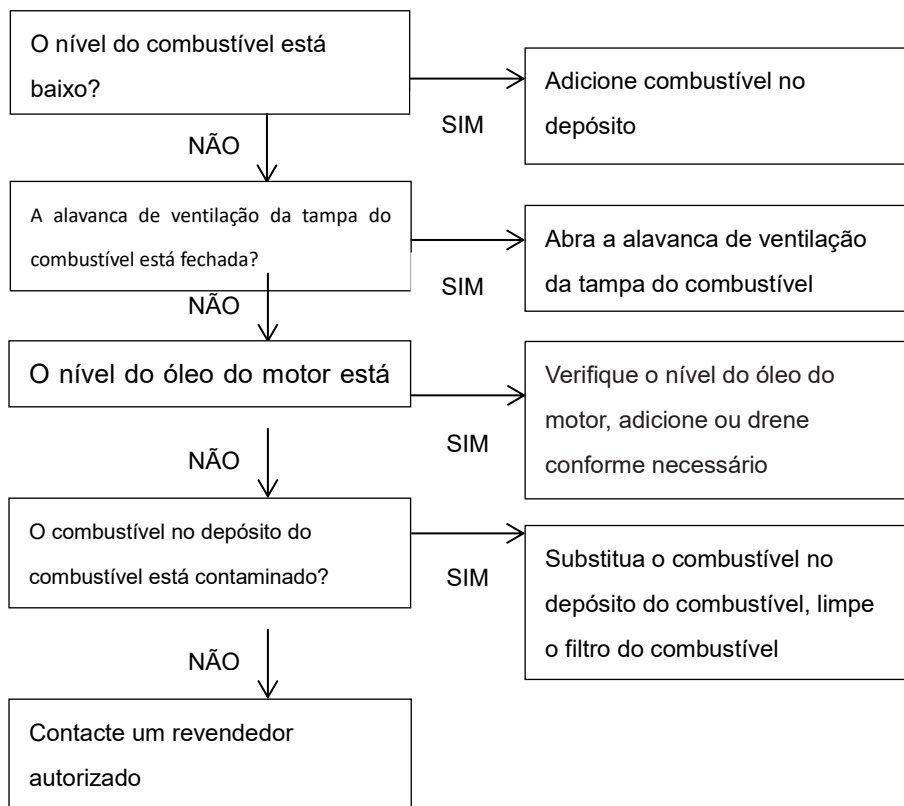 O nível do combustível está
baixo?
SIM
Adicione combustível no
depósito
NÃO
A alavanca de ventilação da tampa do
combustível está fechada?
SIM
Abra a alavanca de ventilação
da tampa do combustível
NÃO
O nível do óleo do motor está
SIM
Verifique o nível do óleo do
motor, adicione ou drene
conforme necessário
NÃO
O combustível no depósito do
combustível está contaminado?
SIM
Substitua o combustível no
depósito do combustível, limpe
o filtro do combustível
NÃO
Contacte um revendedor
autorizado